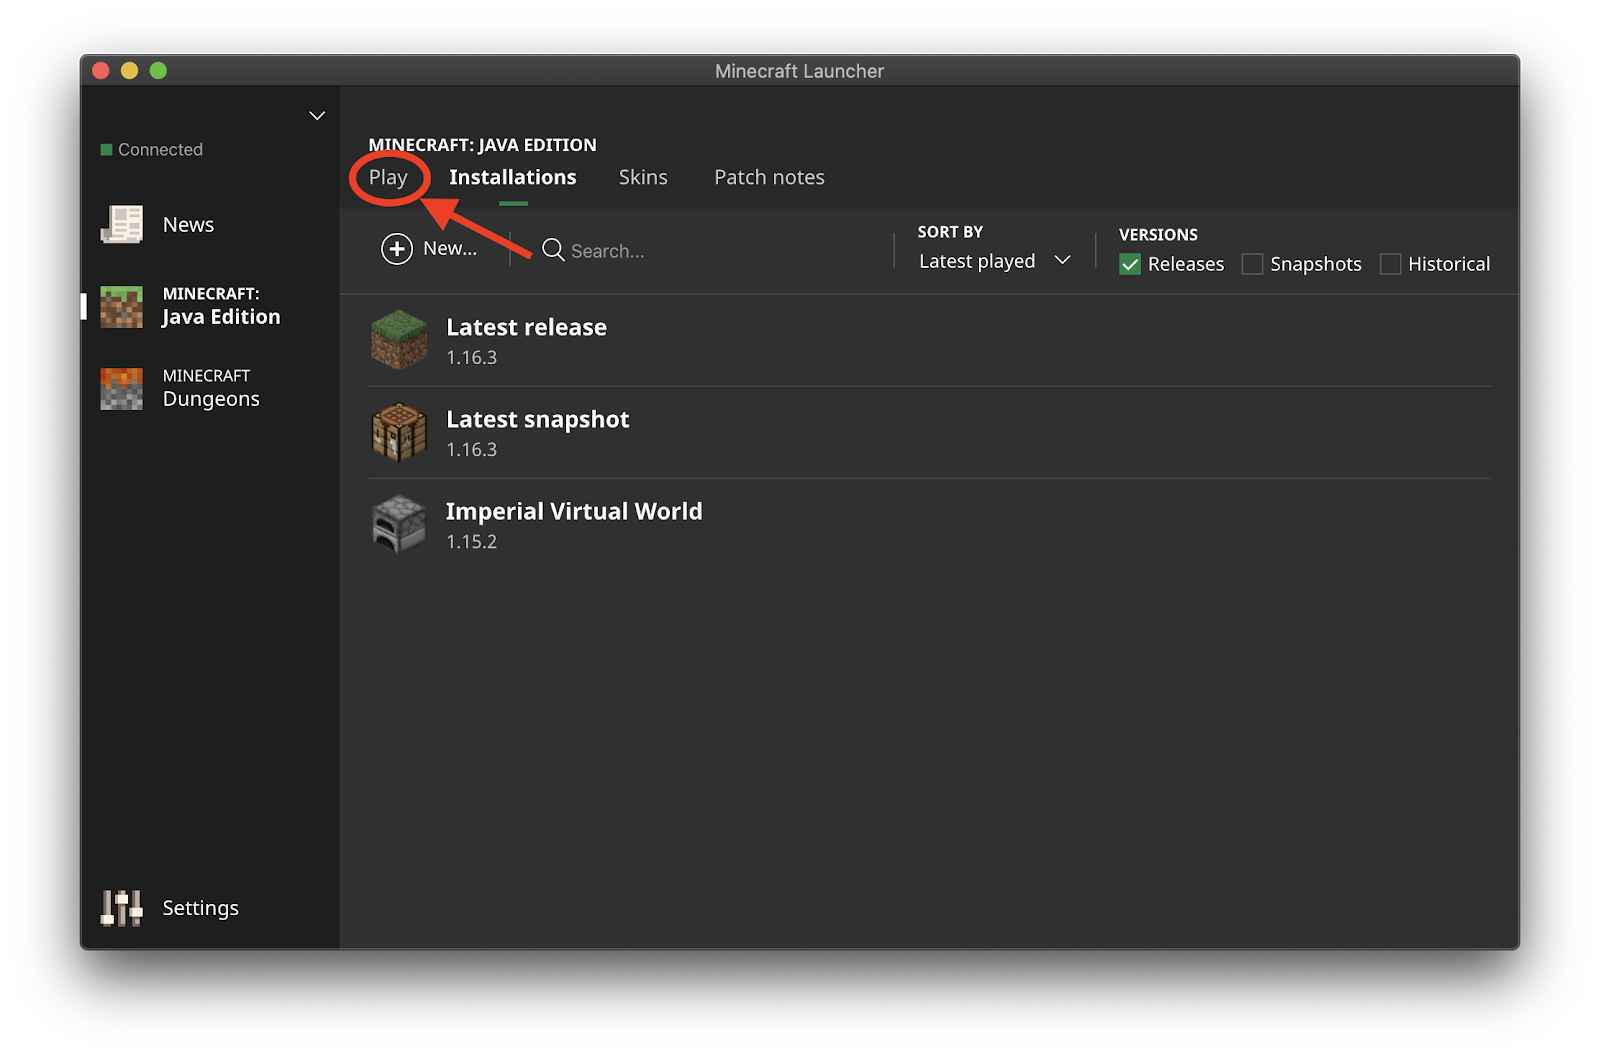 Minecraft Launcher
Connected
News
MINECRAFT:
Java Edition
MINECRAFT
Dungeons
Settings
MINECRAFT: JAVA EDITION
Play Installations Skins Patch notes
New... Search...
SORT BY
Latest played
VERSIONS
Releases Snapshots Historical
Latest release
1.16.3
Latest snapshot
1.16.3
Imperial Virtual World
1.15.2